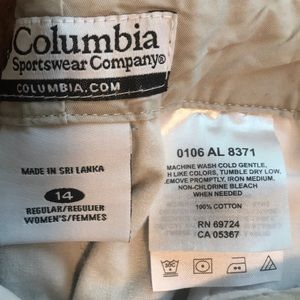 Columbia
Sportswear Company®
COLUMBIA.COM
MADE IN SRI LANKA
14
REGULAR/REGULIER
WOMEN'S/FEMMES
0106 AL 8371
MACHINE WASH COLD GENTLE,
LIKE COLORS, TUMBLE DRY LOW,
REMOVE PROMPTLY, IRON MEDIUM,
NON-CHLORINE BLEACH
WHEN NEEDED
100% COTTON
RN 69724
CA 05367